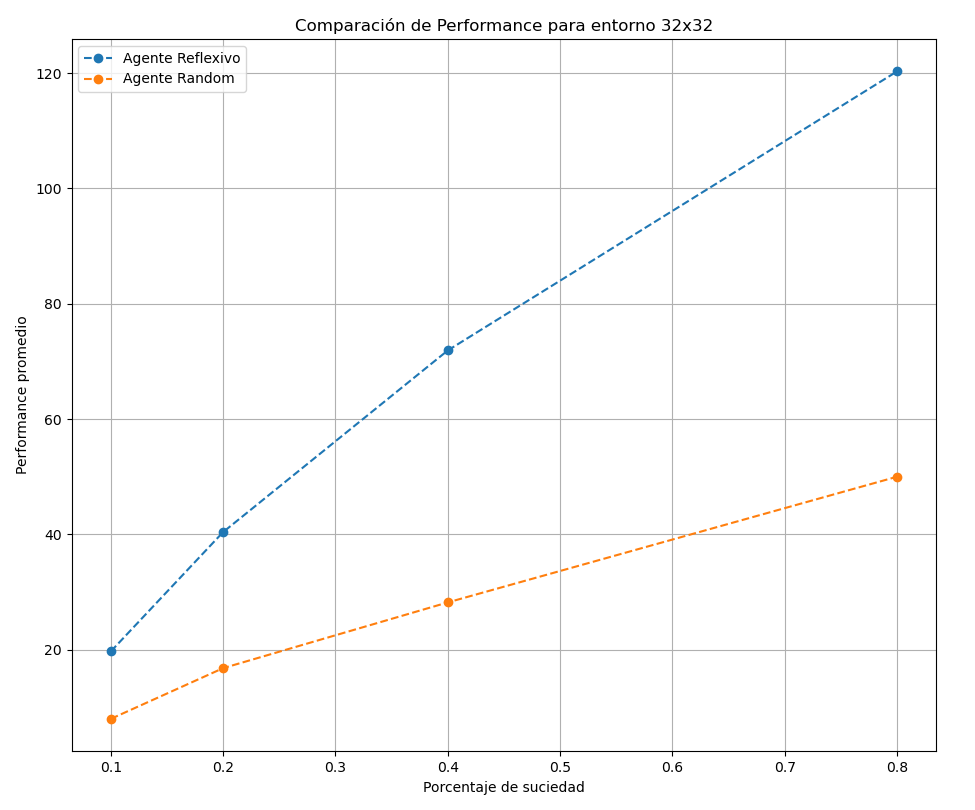 Comparación de Performance para entorno 32x32
Agente Reflexivo
Agente Random
120
100
80
60
40
20
Performance promedio
0.1 0.2 0.3 0.4 0.5 0.6 0.7 0.8
Porcentaje de suciedad